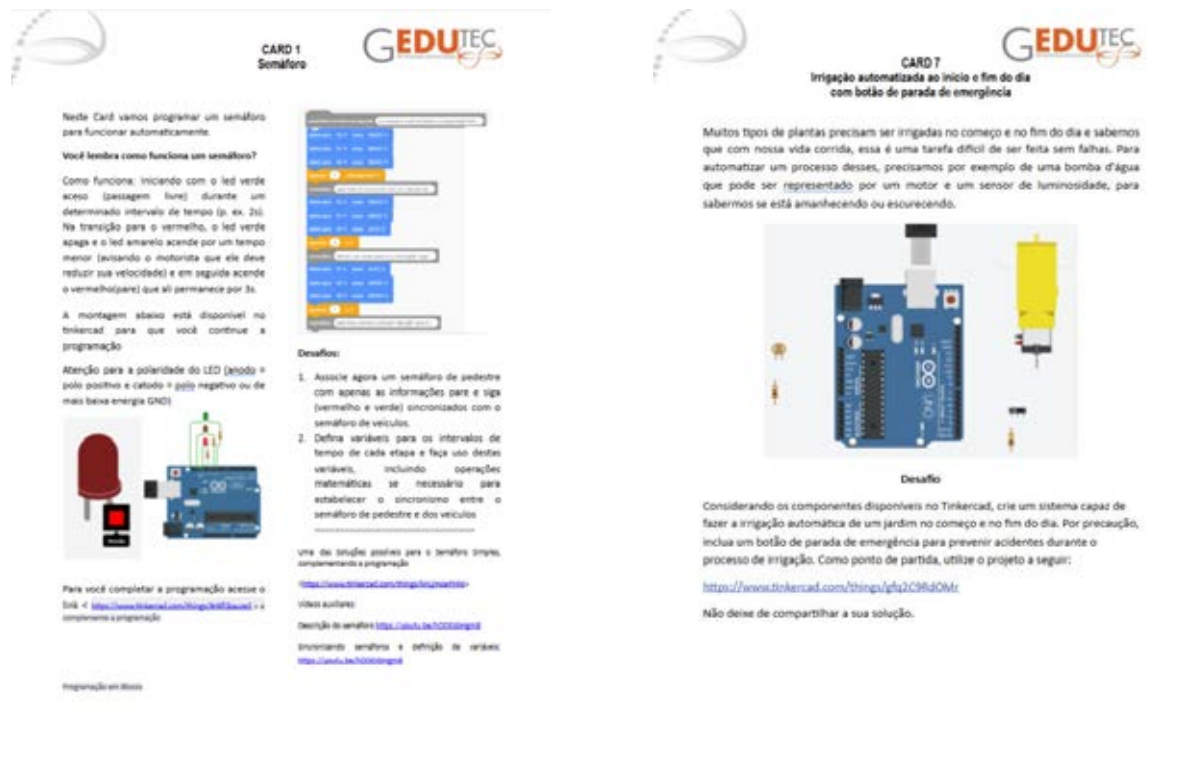 CARD 1
Semáforo
GEDUTEC
Neste Card vamos programar um semáforo
para funcionar automaticamente.
Você lembra como funciona um semáforo?
Como funciona: Iniciando com o led verde
aceso (passagem livre) durante um
determinado intervalo de tempo (p. ex. 2s).
Na transição para o vermelho, o led verde
apaga e o led amarelo acende por um tempo
menor (avisando o motorista que ele deve
reduzir sua velocidade) e em seguida acende
o vermelho(pare) que ali permanece por 3s.
A montagem abaixo está disponível no
tinkercad para que você continue a
programação
Atenção para a polaridade do LED (anodo =
polo positivo e catodo = polo negativo ou de
mais baixa energia GND)
Para você completar a programação acesse o
link <
complemente a programação
Programação em Blocos
Desafios:
1. Associe agora um semáforo de pedestre
com apenas as informações pare e siga
(vermelho e verde) sincronizados com o
semáforo de veículos.
2. Defina variáveis para os intervalos de
tempo de cada etapa e faça uso destas
variáveis, incluindo operações
matemáticas se necessário para
estabelecer o sincronismo entre o
semáforo de pedestre e dos veículos
Uma das soluções possíveis para o Semáforo Simples,
complementando a programação
Vídeos auxiliares:
Descrição do semáforo
Sincronizando semáforos e definição de variáveis:
CARD 7
Irrigação automatizada ao início e fim do dia
com botão de parada de emergência
GEDUTEC
Muitos tipos de plantas precisam ser irrigadas no começo e no fim do dia e sabemos
que com nossa vida corrida, essa é uma tarefa difícil de ser feita sem falhas. Para
automatizar um processo desses, precisamos por exemplo de uma bomba d'água
que pode ser representado por um motor e um sensor de luminosidade, para
sabermos se está amanhecendo ou escurecendo.
UNO
Desafio
Considerando os componentes disponíveis no Tinkercad, crie um sistema capaz de
fazer a irrigação automática de um jardim no começo e no fim do dia. Por precaução,
inclua um botão de parada de emergência para prevenir acidentes durante o
processo de irrigação. Como ponto de partida, utilize o projeto a seguir:
https://www.tinkercad.com/things/gfq2C9RdOMr
Não deixe de compartilhar a sua solução.